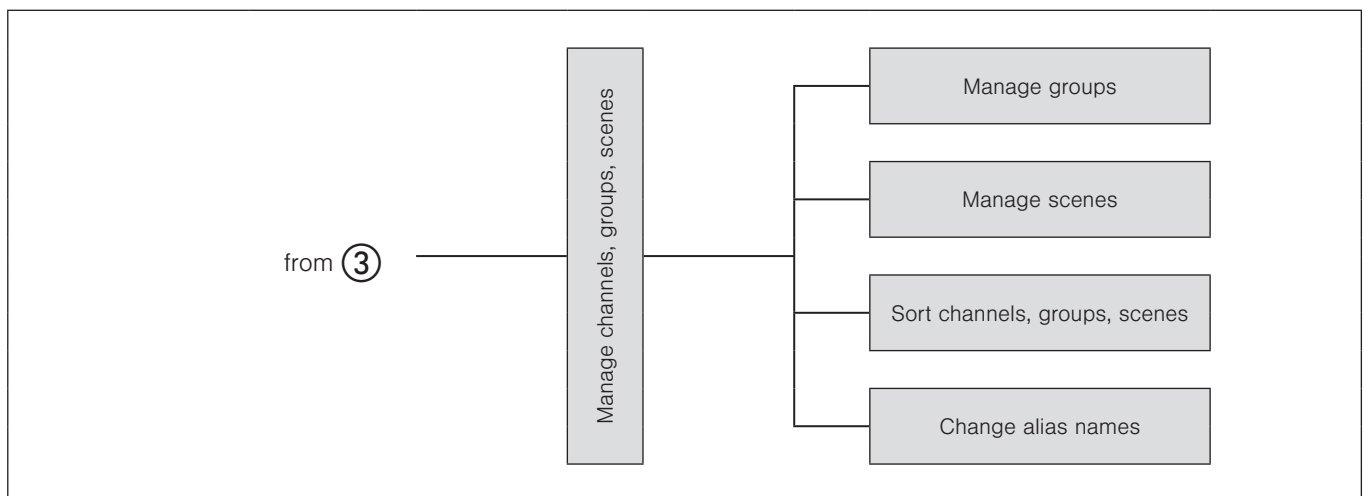 from ③
Manage channels, groups, scenes
Manage groups
Manage scenes
Sort channels, groups, scenes
Change alias names